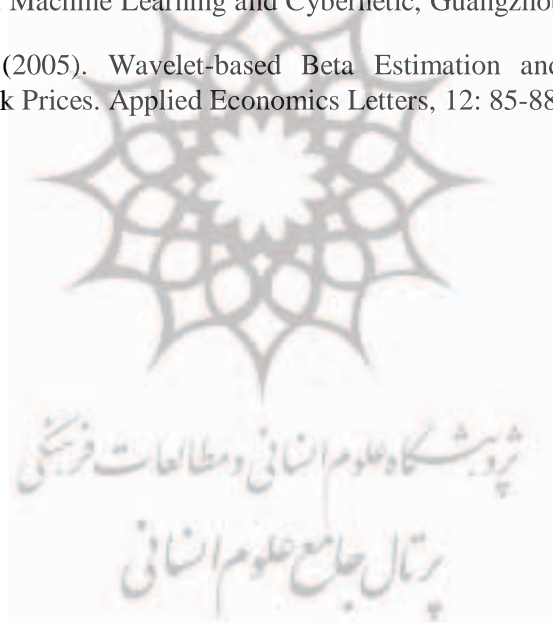 Machine Learning and Cybernetic, Guangzhou
(2005). Wavelet-based Beta Estimation and
k Prices. Applied Economics Letters, 12: 85-88
پژوهشگاه علوم انسانی و مطالعات فرهنگی
پرتال جامع علوم انسانی